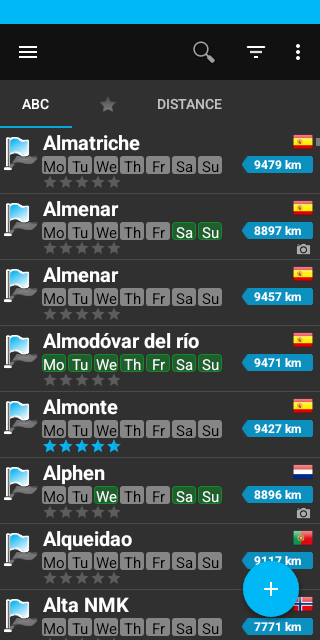 ABC DISTANCE
Almatriche
Mo Tu We Th Fr Sa Su 9479 km
Almenar
Mo Tu We Th Fr Sa Su 8897 km
Almenar
Mo Tu We Th Fr Sa Su 9457 km
Almodóvar del río
Mo Tu We Th Fr Sa Su 9471 km
Almonte
Mo Tu We Th Fr Sa Su 9427 km
Alphen
Mo Tu We Th Fr Sa Su 8896 km
Alqueidao
Mo Tu We Th Fr Sa Su 9117 km
Alta NMK
Mo Tu We Th Fr Sa Su 7771 km